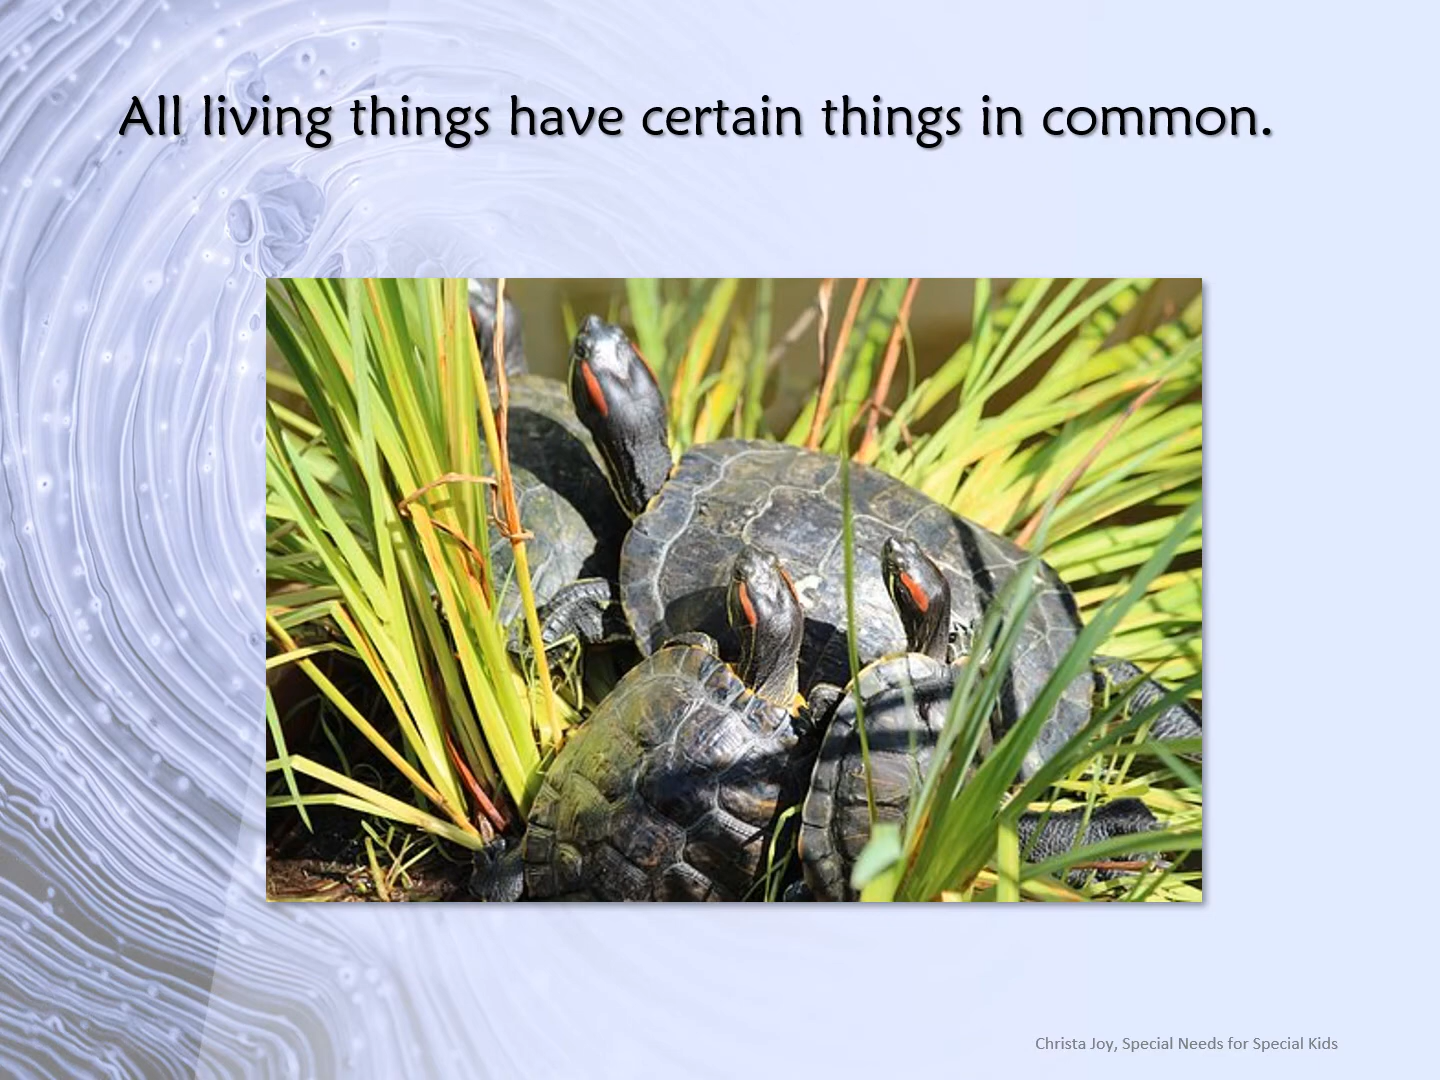 All living things have certain things in common.
Christa Joy, Special Needs for Special Kids